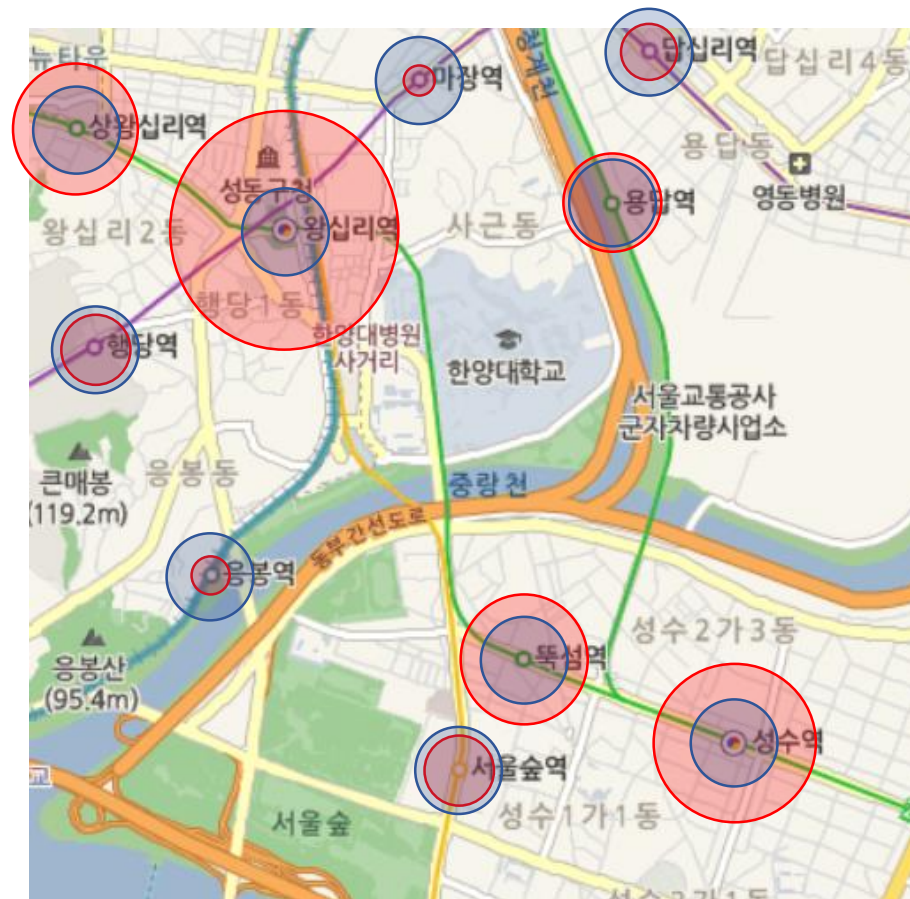 뉴타운
마장역
청계천
답십리역
답십리4동
상왕십리역
성동구청
용답동
영동병원
왕십리2동
왕십리역
사근동
용답역
행당1동
행당역
한양대병원
사거리
한양대학교
서울교통공사
군자차량사업소
큰매봉
(119.2m)
응봉동
중랑천
동부간선도로
응봉역
응봉산
(95.4m)
뚝섬역
성수2가3동
성수역
서울숲역
교
서울숲
성수1가1동